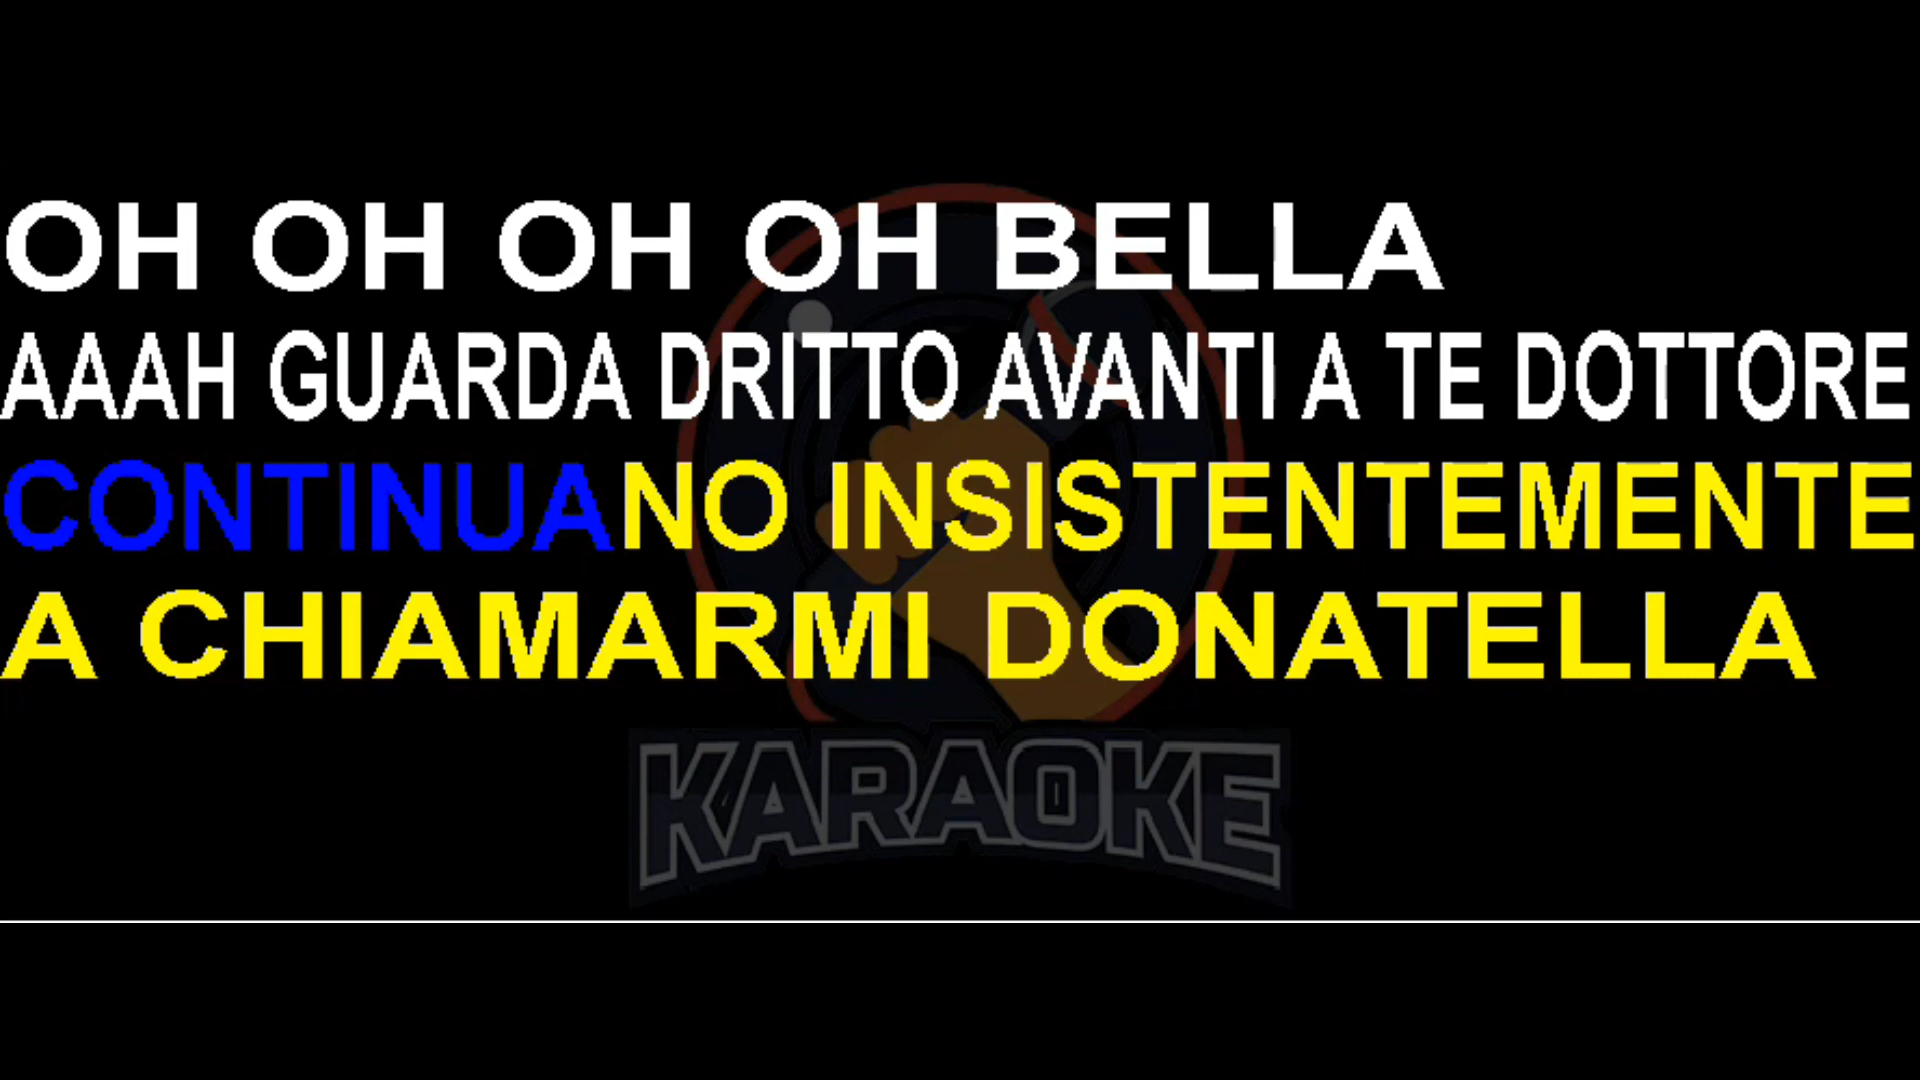 OH OH OH OH BELLA
AAAH GUARDA DRITTO AVANTI A TE DOTTORE
CONTINUANO INSISTENTEMENTE
A CHIAMARMI DONATELLA
KARAOKE